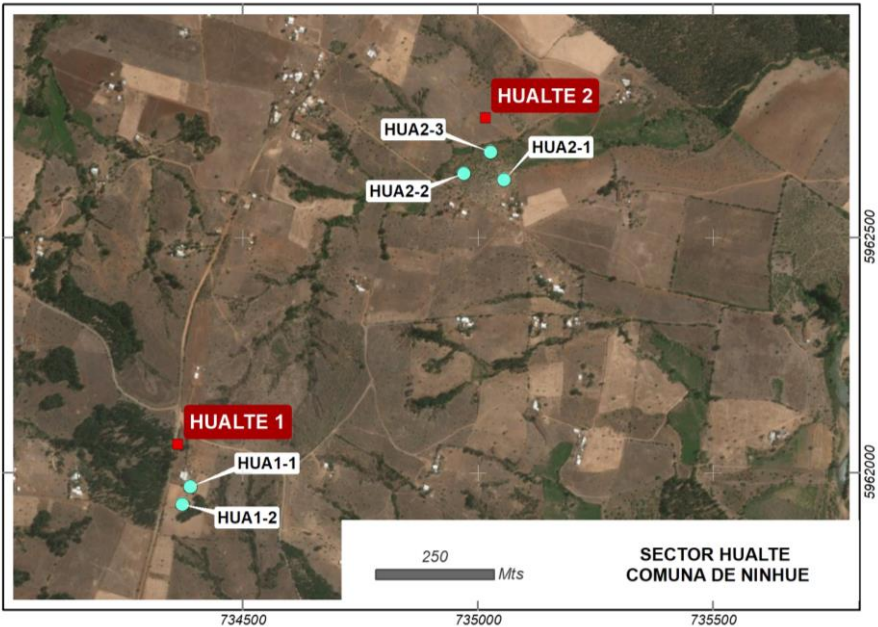 HUALTE 2
HUA2-3
HUA2-1
HUA2-2
5962500
HUALTE 1
HUA1-1
5962000
HUA1-2
250
Mts
SECTOR HUALTE
COMUNA DE NINHUE
734500
735000
735500